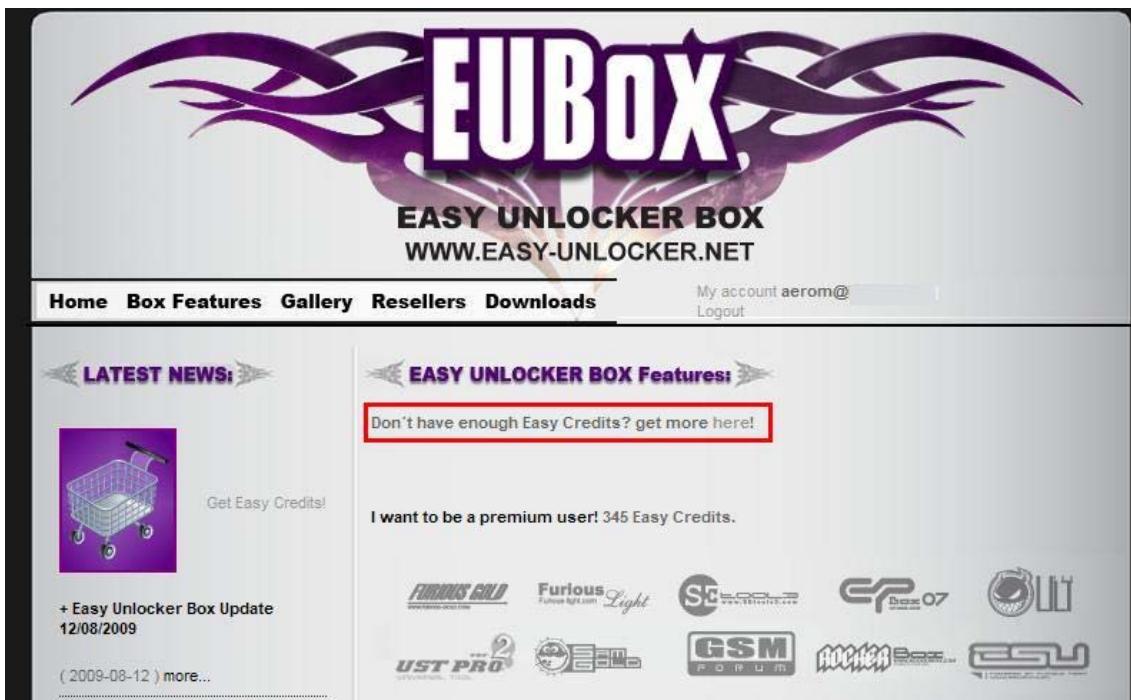 EUBOX
EASY UNLOCKER BOX
WWW.EASY-UNLOCKER.NET
Home Box Features Gallery Resellers Downloads
My account aerom@
Logout
LATEST NEWS:
Get Easy Credits!
+ Easy Unlocker Box Update
12/08/2009
( 2009-08-12 ) more...
EASY UNLOCKER BOX Features:
Don't have enough Easy Credits? get more here!
I want to be a premium user! 345 Easy Credits.
FURIOUS GOLD
Furious Light
UST PRO 2
GSM
FORUM